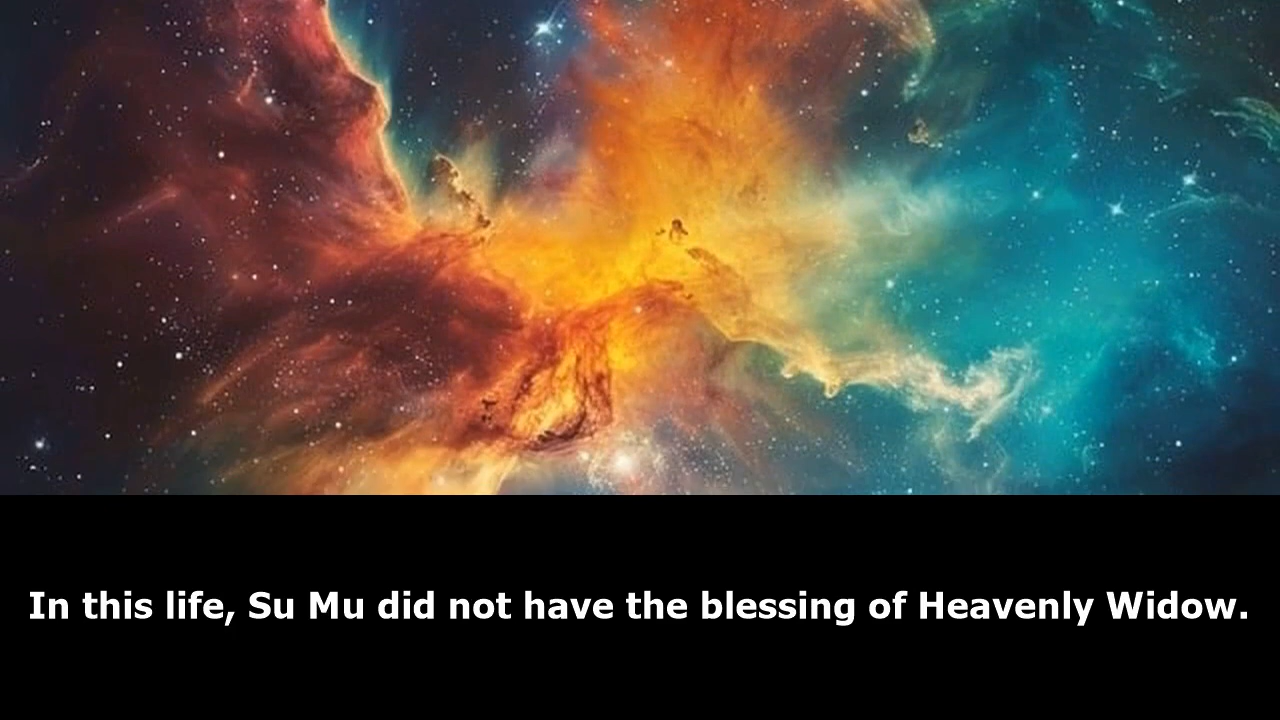 In this life, Su Mu did not have the blessing of Heavenly Widow.